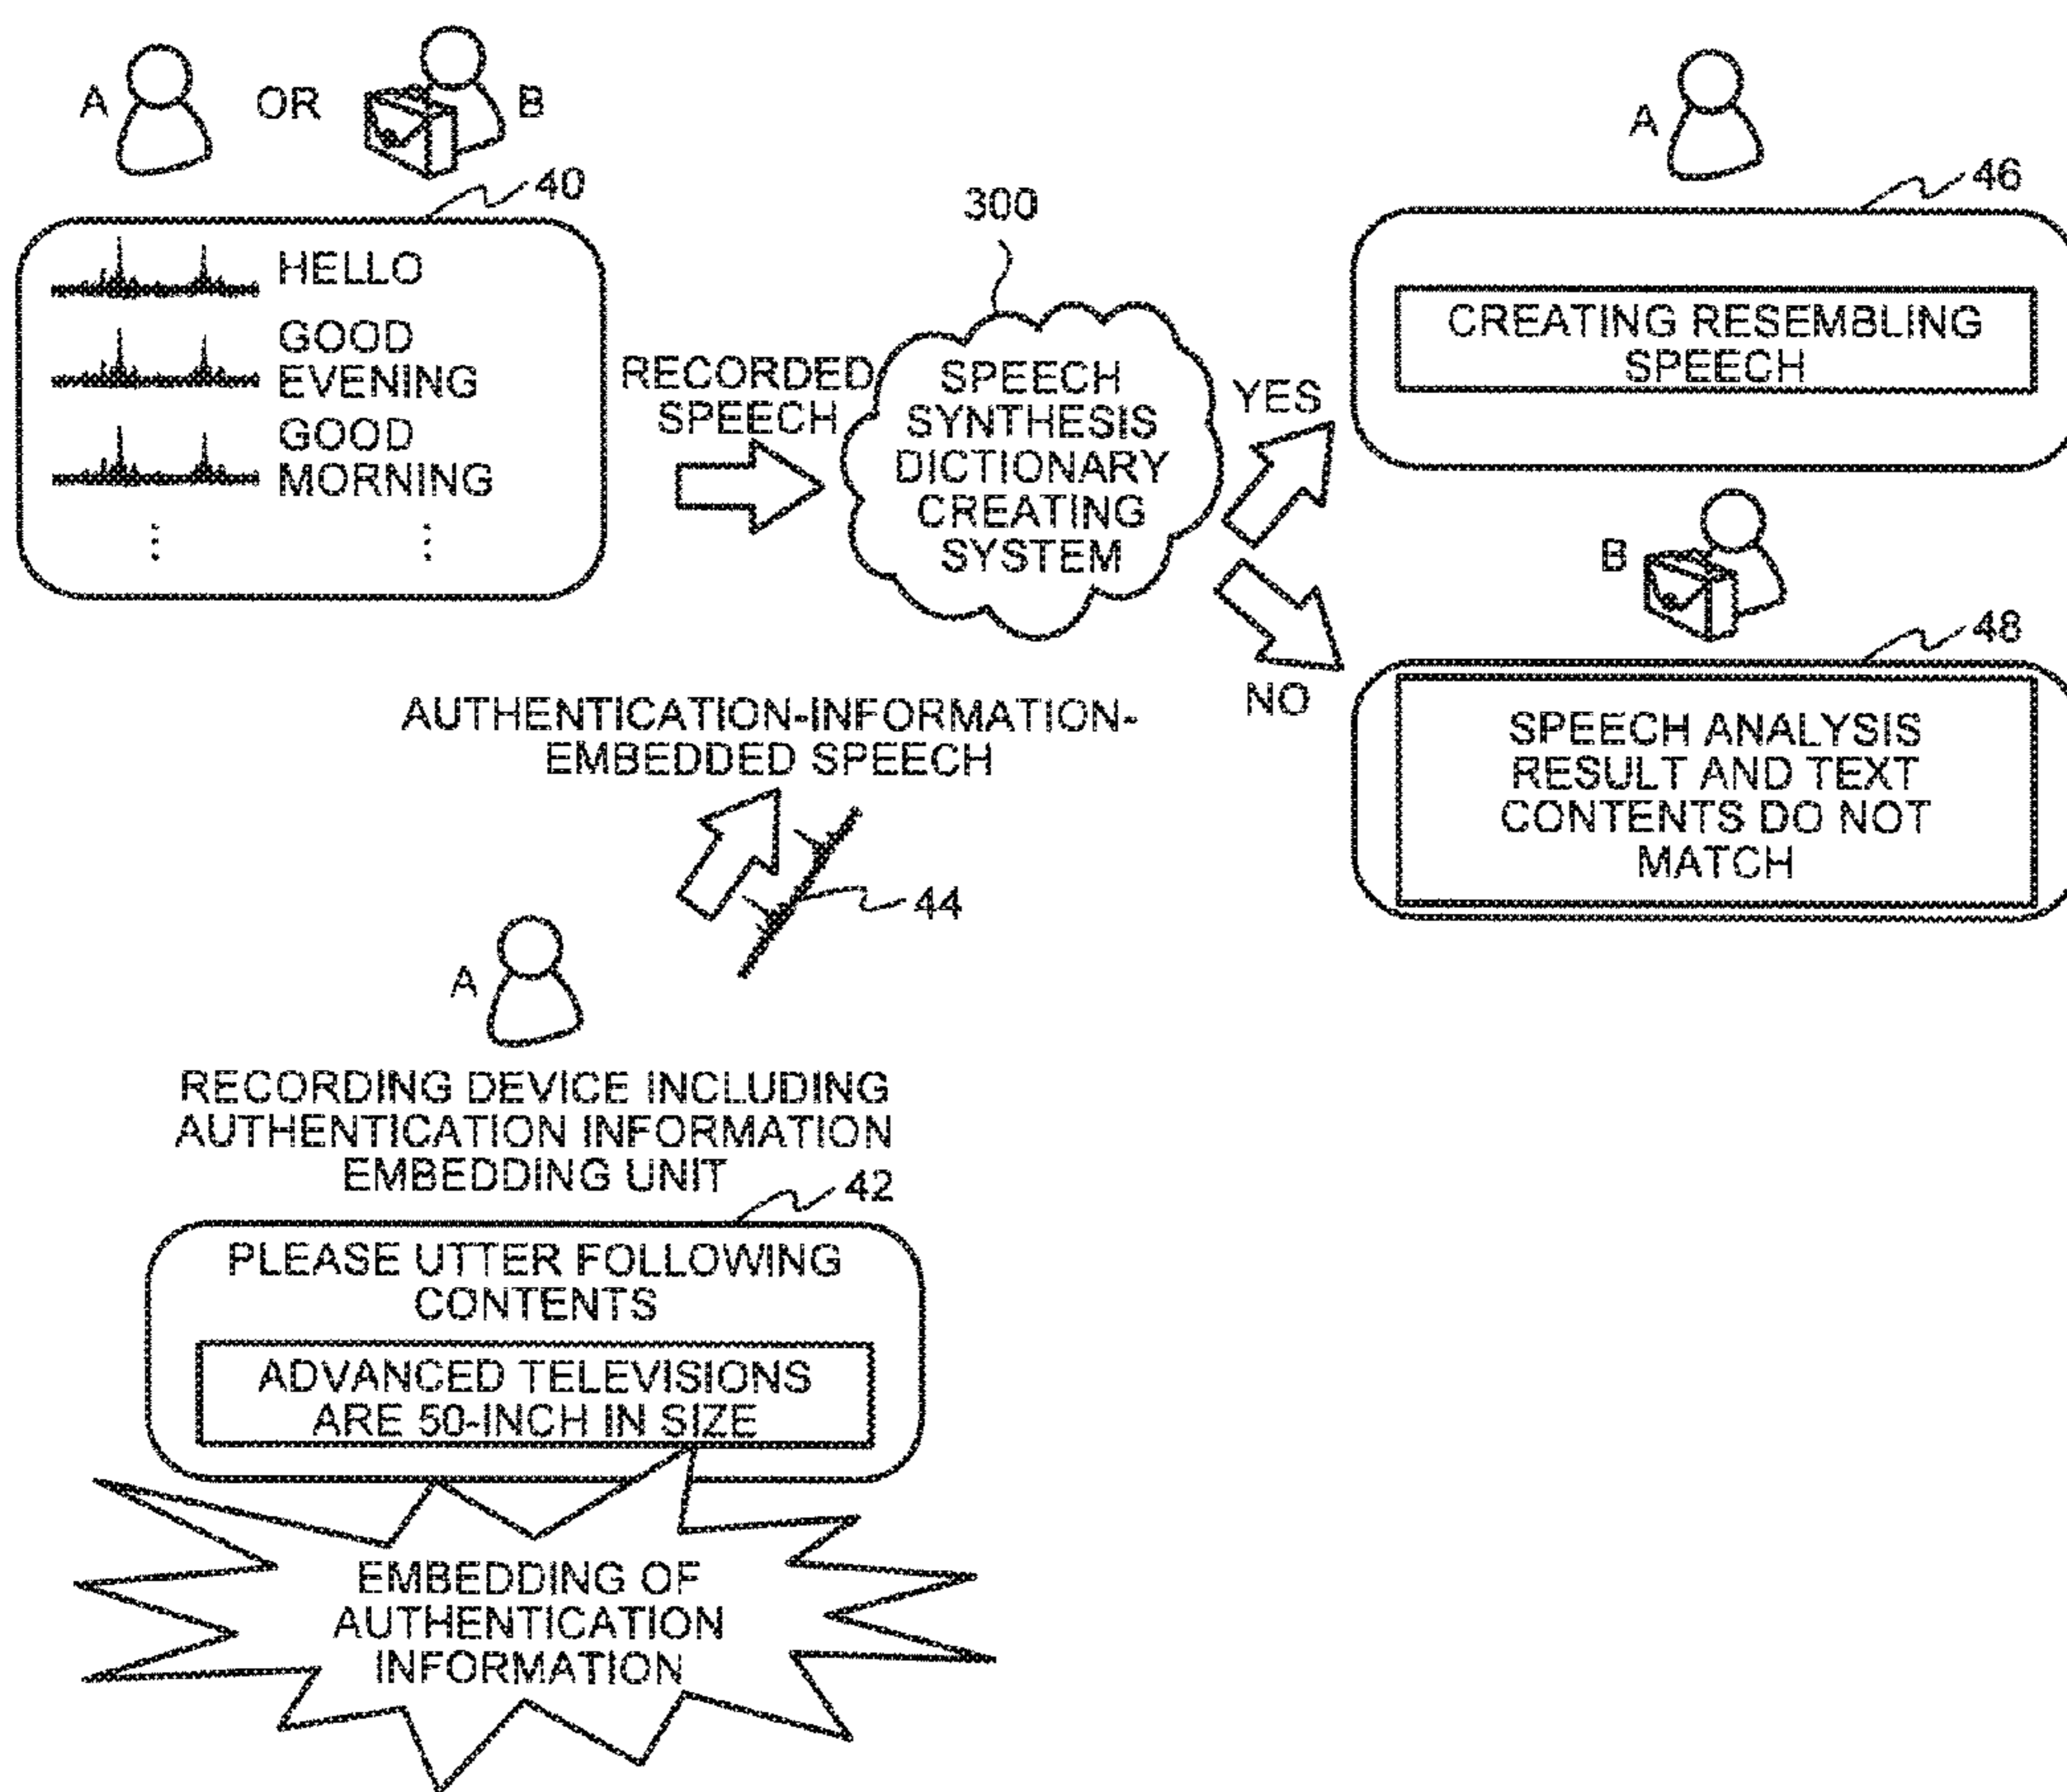 A
OR
B
40
HELLO
GOOD
EVENING
GOOD
MORNING
RECORDED
SPEECH
300
SPEECH
SYNTHESIS
DICTIONARY
CREATING
SYSTEM
YES
NO
A
46
CREATING RESEMBLING
SPEECH
B
48
SPEECH ANALYSIS
RESULT AND TEXT
CONTENTS DO NOT
MATCH
AUTHENTICATION-INFORMATION-
EMBEDDED SPEECH
44
A
RECORDING DEVICE INCLUDING
AUTHENTICATION INFORMATION
EMBEDDING UNIT
42
PLEASE UTTER FOLLOWING
CONTENTS
ADVANCED TELEVISIONS
ARE 50-INCH IN SIZE
EMBEDDING OF
AUTHENTICATION
INFORMATION